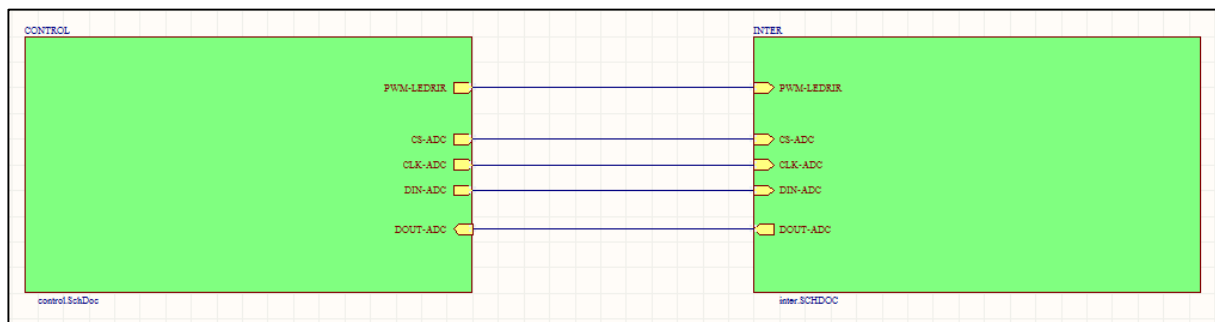 CONTROL
INTER
PWM-LEDRIR
PWM-LEDRIR
CS-ADC
CS-ADC
CLK-ADC
CLK-ADC
DIN-ADC
DIN-ADC
DOUT-ADC
DOUT-ADC
control.SchDoc
inter.SCHDOC